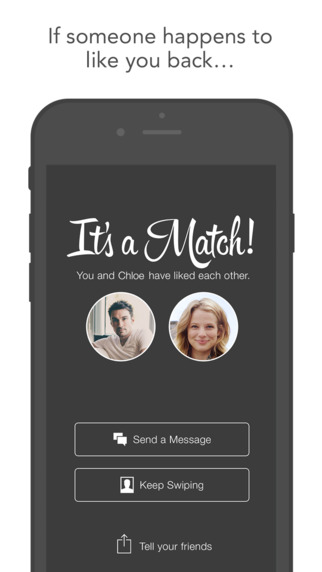 If someone happens to
like you back…
It's a Match!
You and Chloe have liked each other.
Send a Message
Keep Swiping
Tell your friends